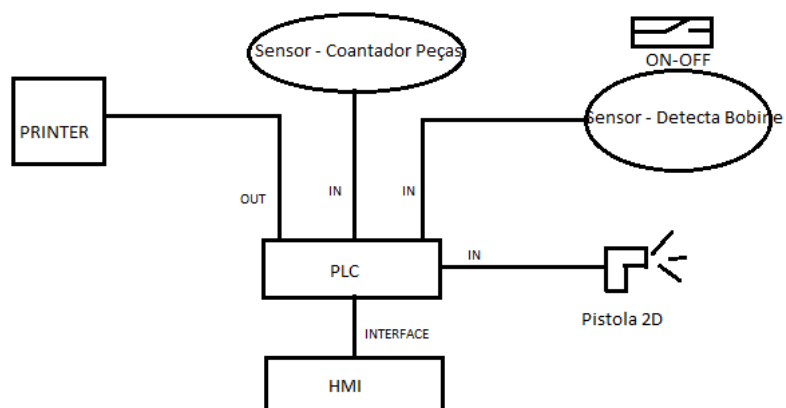 Sensor - Coantador Peças
ON-OFF
Sensor - Detecta Bobine
PRINTER
OUT
IN
IN
PLC
IN
Pistola 2D
INTERFACE
HMI